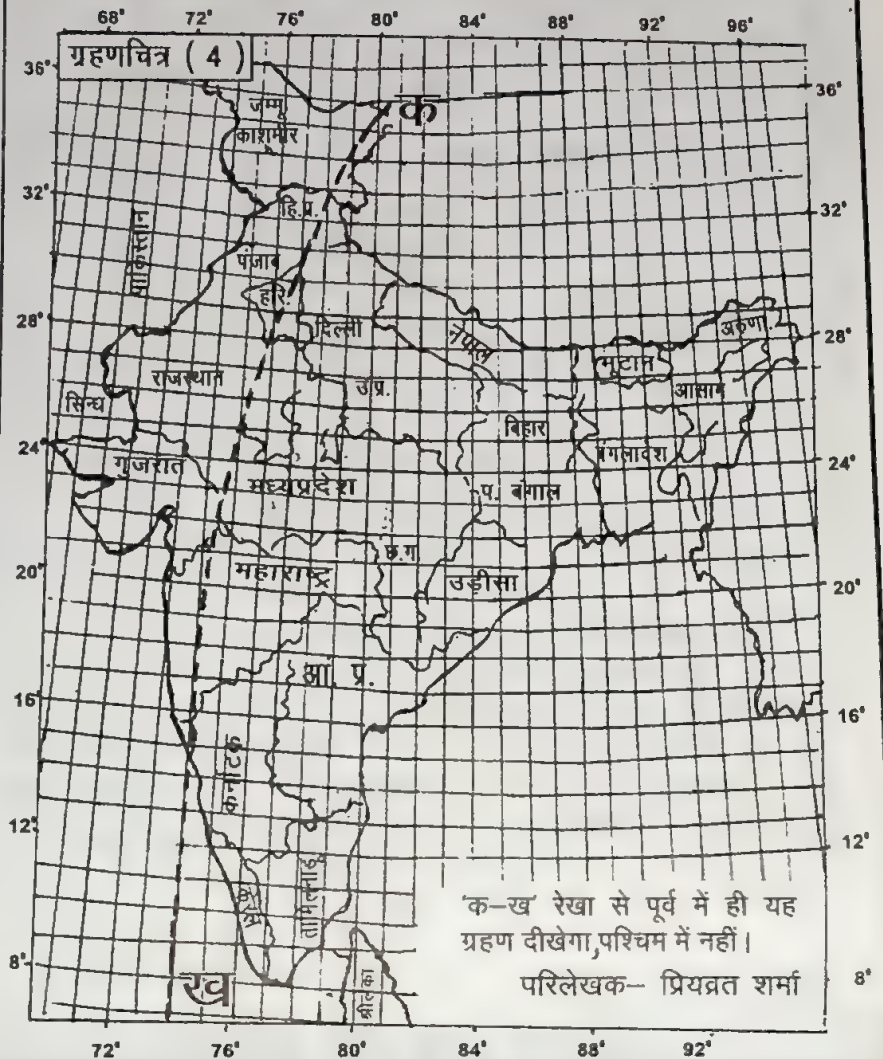 68° 72° 76° 80° 84° 88° 92° 96°
ग्रहणचित्र ( 4 )
36° 36°
क
जम्मू
काश्मीर
32° 32°
हि.प्र.
पाकिस्तान
पंजाब
हरि.
28° 28°
दिल्ली
नेपाल
भूटान
अरुणा.
राजस्थान
उ.प्र.
आसाम
सिन्ध
बिहार
24° 24°
गुजरात
बंगलादेश
मध्यप्रदेश
प. बंगाल
20° 20°
छ.ग.
महाराष्ट्र
उड़ीसा
आं. प्र.
16° 16°
कर्नाटक
12° 12°
केरल
तामिलनाडु
'क–ख' रेखा से पूर्व में ही यह
ग्रहण दीखेगा,पश्चिम में नहीं।
परिलेखक– प्रियव्रत शर्मा
8° 8°
ख
श्रीलंका
72° 76° 80° 84° 88° 92°